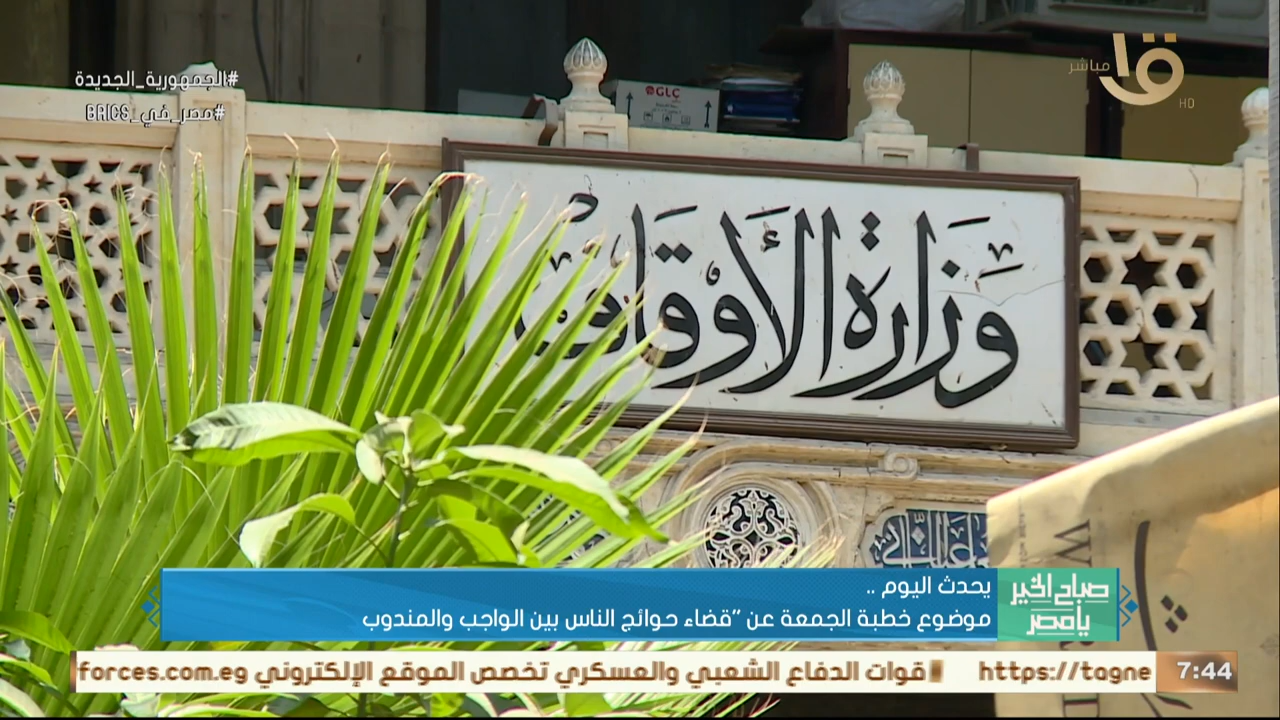 #الجمهورية_الجديدة
#مصر_في_BRICS
مباشر
HD
GLC
وزارة الأوقاف
يحدث اليوم ..
موضوع خطبة الجمعة عن "قضاء حوائج الناس بين الواجب والمندوب
صباح الخير
يا مصر
7:44
https://tagne
قوات الدفاع الشعبي والعسكري تخصص الموقع الإلكتروني
forces.com.eg